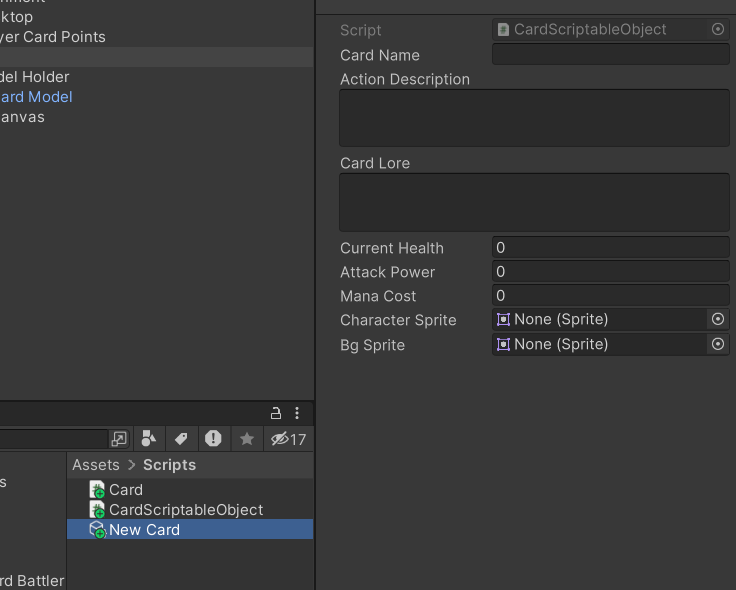 nment
ktop
yer Card Points
del Holder
ard Model
anvas
Script
CardScriptableObject
Card Name
Action Description
Card Lore
Current Health
0
Attack Power
0
Mana Cost
0
Character Sprite
None (Sprite)
Bg Sprite
None (Sprite)
17
s
rd Battler
Assets > Scripts
Card
CardScriptableObject
New Card